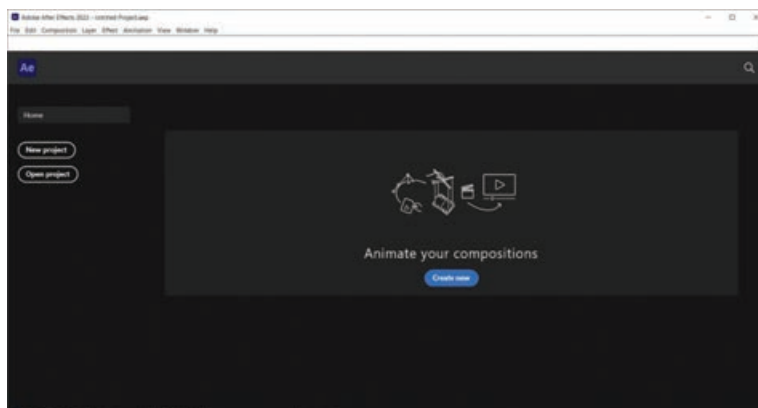 Adobe After Effects 2022 - Untitled Project.aep
File Edit Composition Layer Effect Animation View Window Help
Ae
Home
New project
Open project
Animate your compositions
Create new